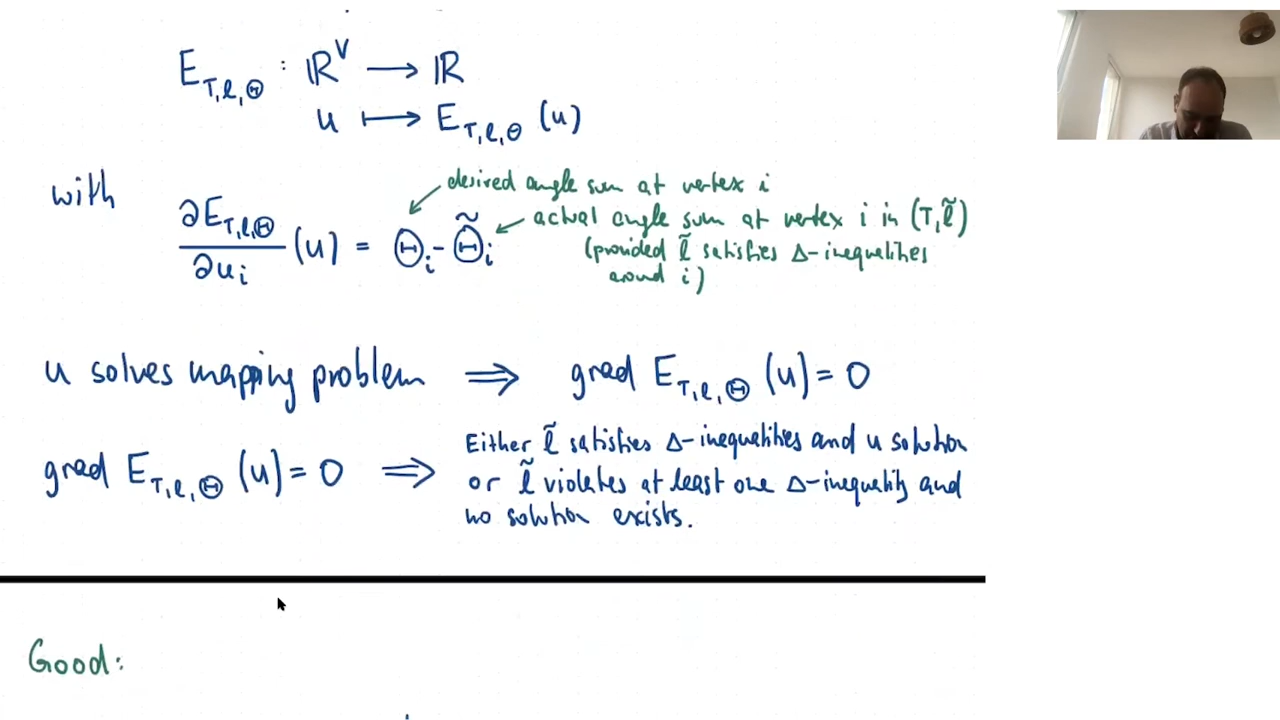 E_{T,ℓ,Θ} : ℝ^V ⟶ ℝ
u ⟼ E_{T,ℓ,Θ} (u)
desired angle sum at vertex i
with ∂E_{T,ℓ,Θ}/∂u_i (u) = Θ_i - Θ̃_i
actual angle sum at vertex i in (T,ℓ̃)
(provided ℓ̃ satisfies Δ-inequalities
around i)
u solves mapping problem ⟹ grad E_{T,ℓ,Θ} (u) = 0
grad E_{T,ℓ,Θ} (u) = 0 ⟹
Either ℓ̃ satisfies Δ-inequalities and u solution
or ℓ̃ violates at least one Δ-inequality and
no solution exists.
Good: